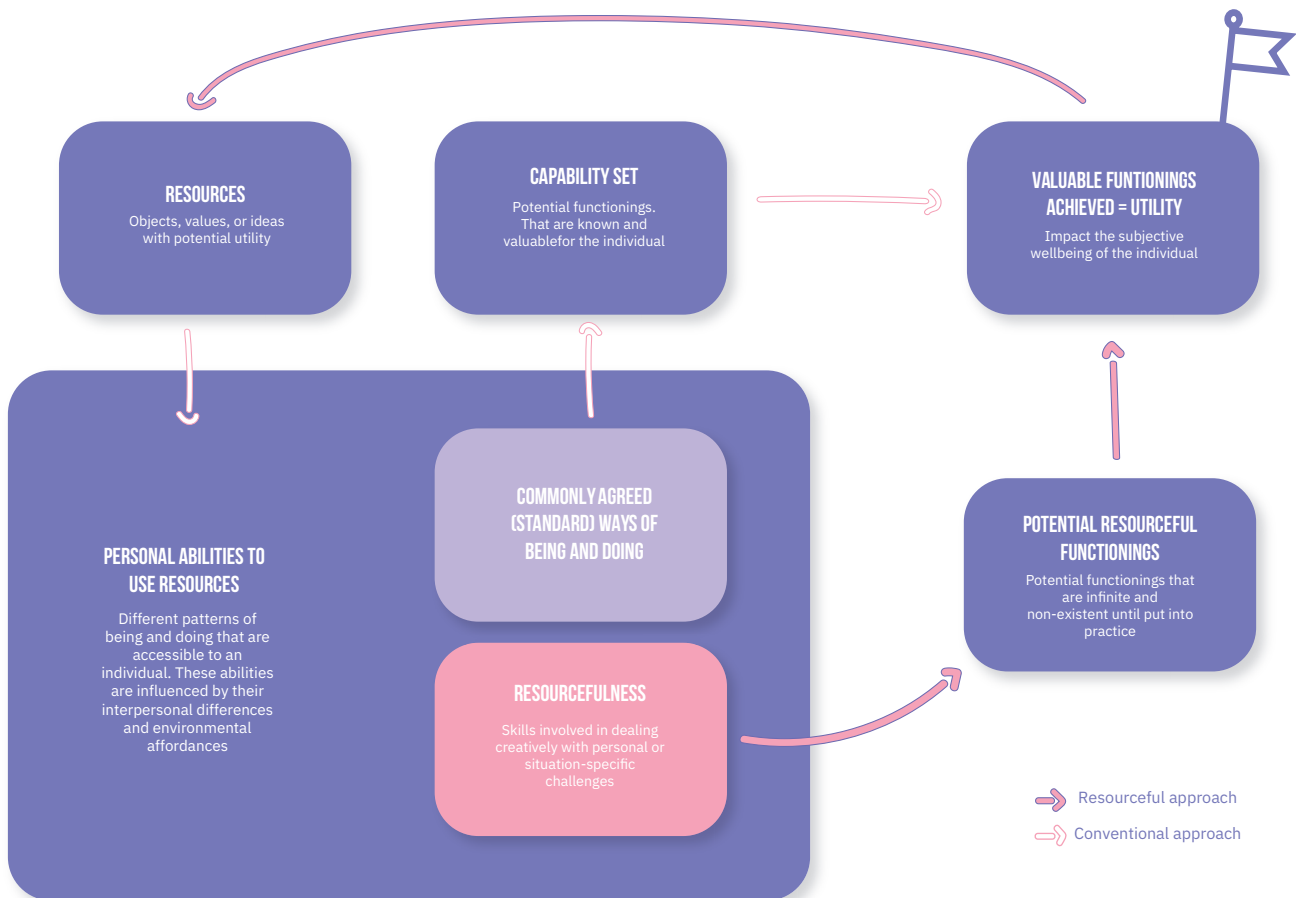 RESOURCES
Objects, values, or ideas
with potential utility
CAPABILITY SET
Potential functionings.
That are known and
valuablefor the individual
VALUABLE FUNTIONINGS
ACHIEVED = UTILITY
Impact the subjective
wellbeing of the individual
PERSONAL ABILITIES TO
USE RESOURCES
Different patterns of
being and doing that are
accessible to an
individual. These abilities
are influenced by their
interpersonal differences
and environmental
affordances
COMMONLY AGREED
(STANDARD) WAYS OF
BEING AND DOING
RESOURCEFULNESS
Skills involved in dealing
creatively with personal or
situation-specific
challenges
POTENTIAL RESOURCEFUL
FUNCTIONINGS
Potential functionings that
are infinite and
non-existent until put into
practice
Resourceful approach
Conventional approach